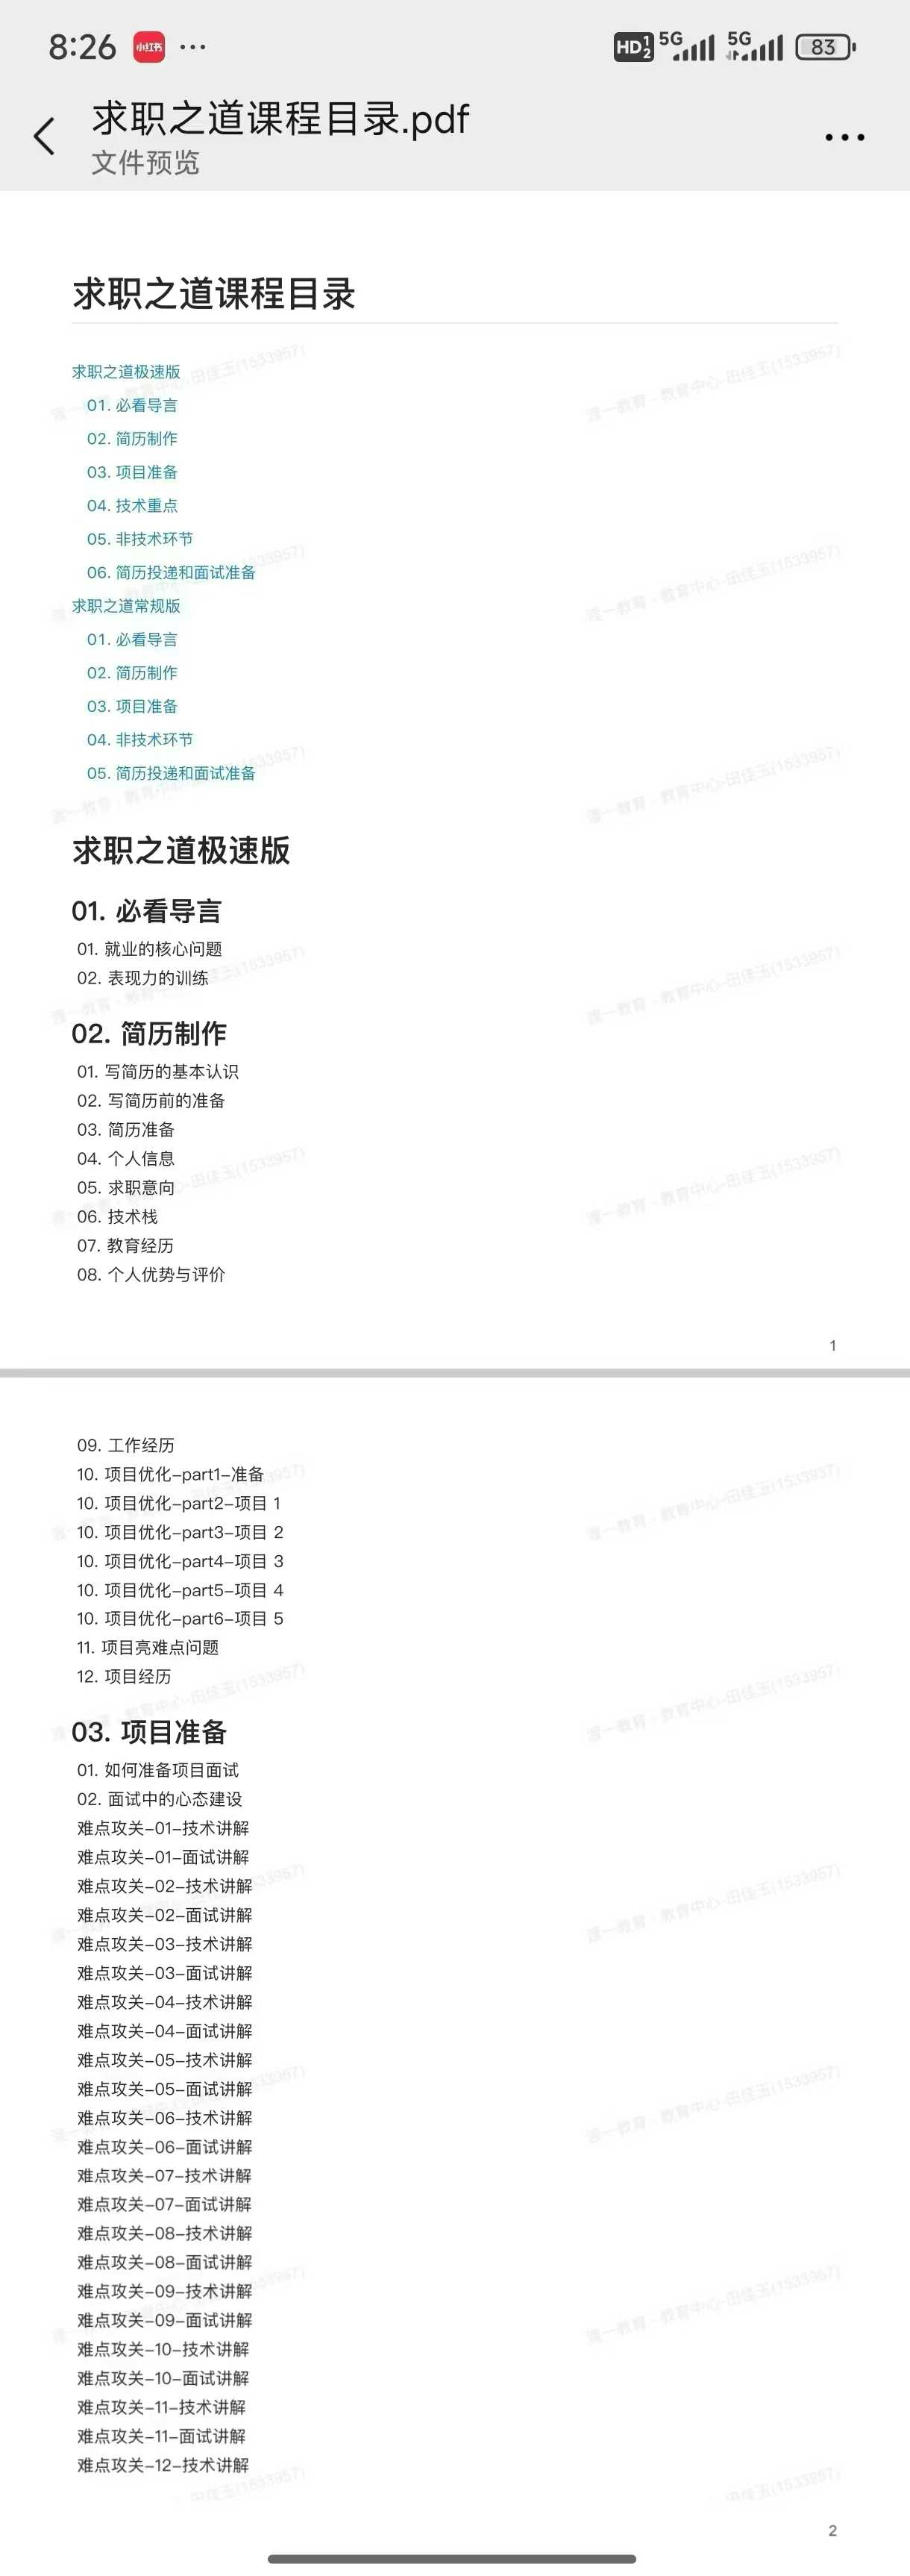 8:26 小红书 ··· HD 1 2 5G 5G 83
求职之道课程目录.pdf
文件预览
求职之道课程目录
求职之道极速版
01. 必看导言
02. 简历制作
03. 项目准备
04. 技术重点
05. 非技术环节
06. 简历投递和面试准备
求职之道常规版
01. 必看导言
02. 简历制作
03. 项目准备
04. 非技术环节
05. 简历投递和面试准备
求职之道极速版
01. 必看导言
01. 就业的核心问题
02. 表现力的训练
02. 简历制作
01. 写简历的基本认识
02. 写简历前的准备
03. 简历准备
04. 个人信息
05. 求职意向
06. 技术栈
07. 教育经历
08. 个人优势与评价
1
09. 工作经历
10. 项目优化–part1–准备
10. 项目优化–part2–项目 1
10. 项目优化–part3–项目 2
10. 项目优化–part4–项目 3
10. 项目优化–part5–项目 4
10. 项目优化–part6–项目 5
11. 项目亮难点问题
12. 项目经历
03. 项目准备
01. 如何准备项目面试
02. 面试中的心态建设
难点攻关–01–技术讲解
难点攻关–01–面试讲解
难点攻关–02–技术讲解
难点攻关–02–面试讲解
难点攻关–03–技术讲解
难点攻关–03–面试讲解
难点攻关–04–技术讲解
难点攻关–04–面试讲解
难点攻关–05–技术讲解
难点攻关–05–面试讲解
难点攻关–06–技术讲解
难点攻关–06–面试讲解
难点攻关–07–技术讲解
难点攻关–07–面试讲解
难点攻关–08–技术讲解
难点攻关–08–面试讲解
难点攻关–09–技术讲解
难点攻关–09–面试讲解
难点攻关–10–技术讲解
难点攻关–10–面试讲解
难点攻关–11–技术讲解
难点攻关–11–面试讲解
难点攻关–12–技术讲解
2